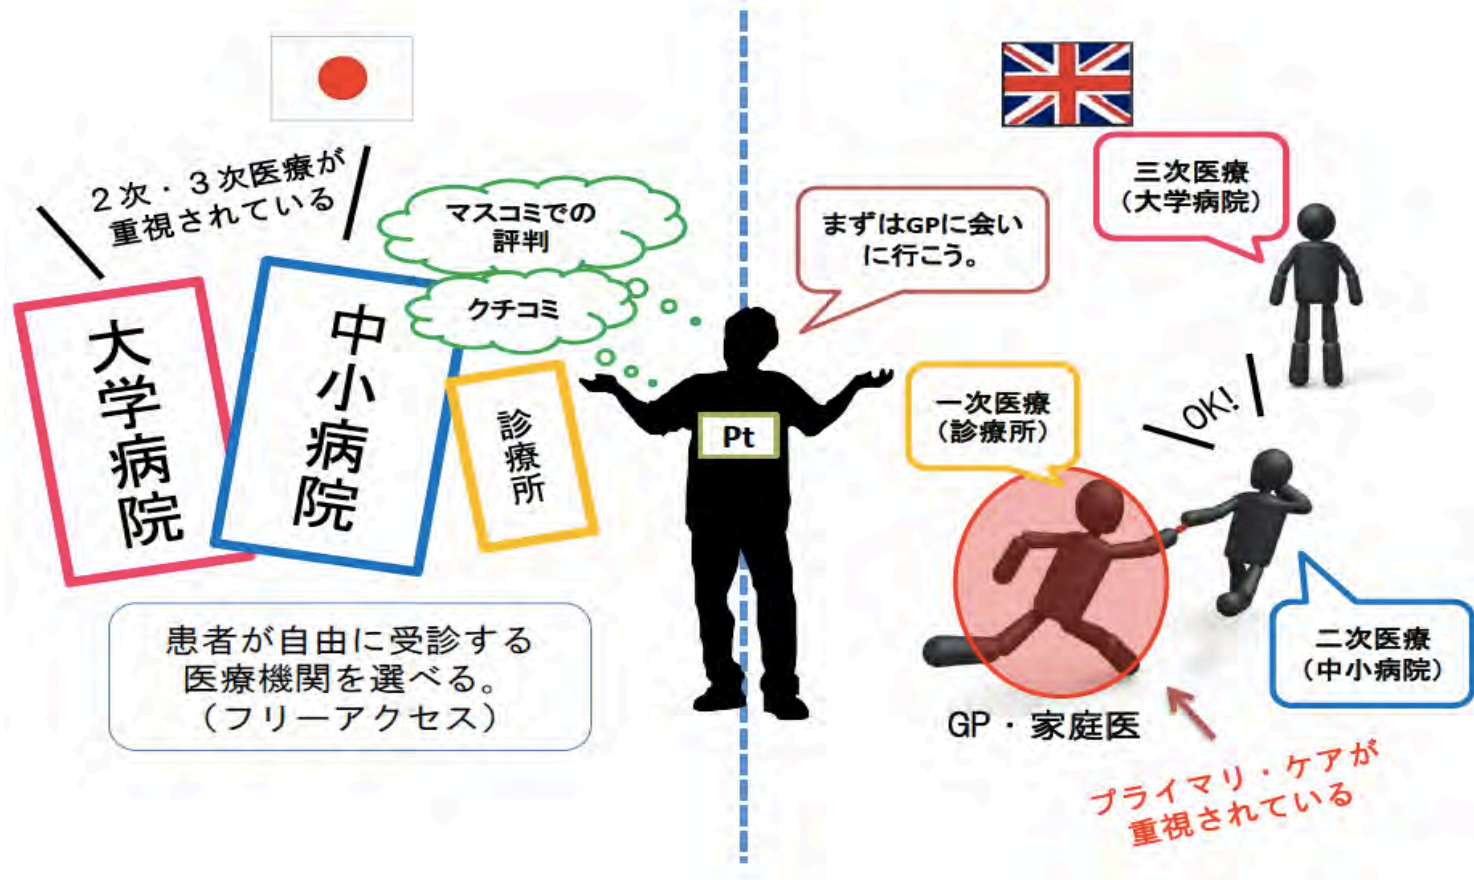 ２次・３次医療が
重視されている
大学病院
中小病院
診療所
マスコミでの
評判
クチコミ
患者が自由に受診する
医療機関を選べる。
（フリーアクセス）
Pt
まずはGPに会い
に行こう。
三次医療
（大学病院）
一次医療
（診療所）
OK!
二次医療
（中小病院）
GP・家庭医
プライマリ・ケアが
重視されている